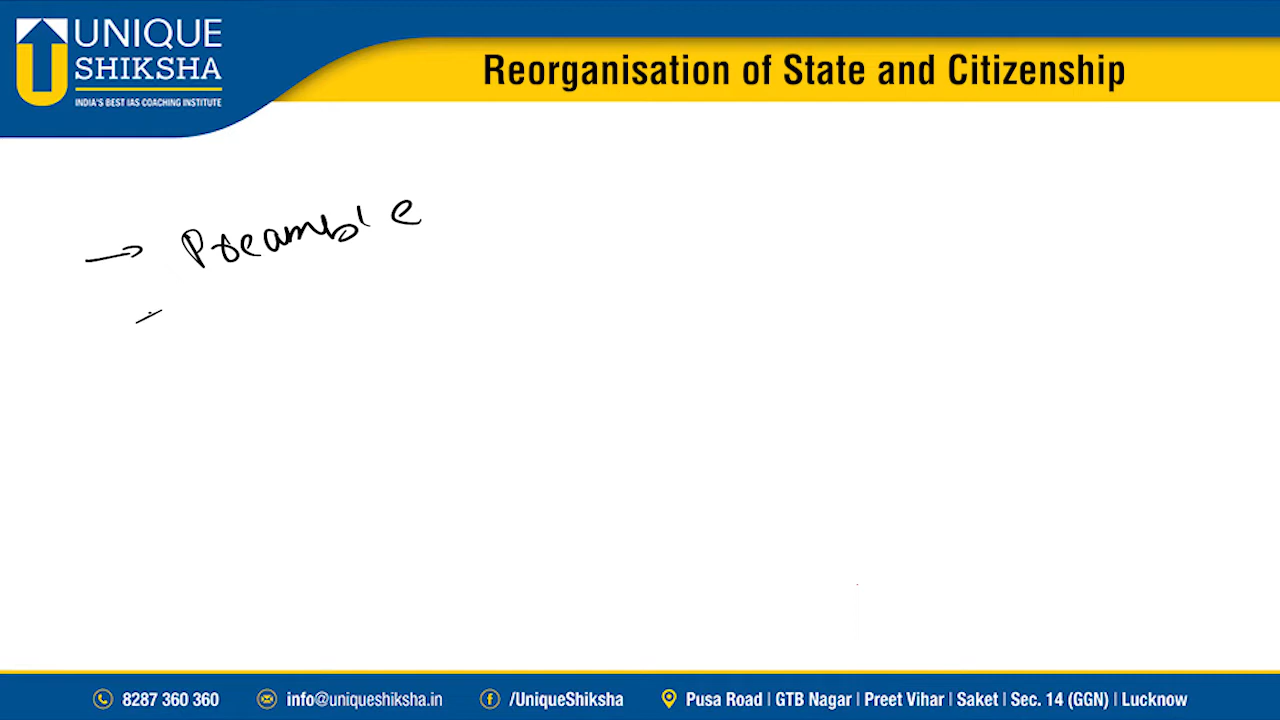 UNIQUE
SHIKSHA
INDIA'S BEST IAS COACHING INSTITUTE
Reorganisation of State and Citizenship
→ Preamble
8287 360 360
info@uniqueshiksha.in
/UniqueShiksha
Pusa Road | GTB Nagar | Preet Vihar | Saket | Sec. 14 (GGN) | Lucknow